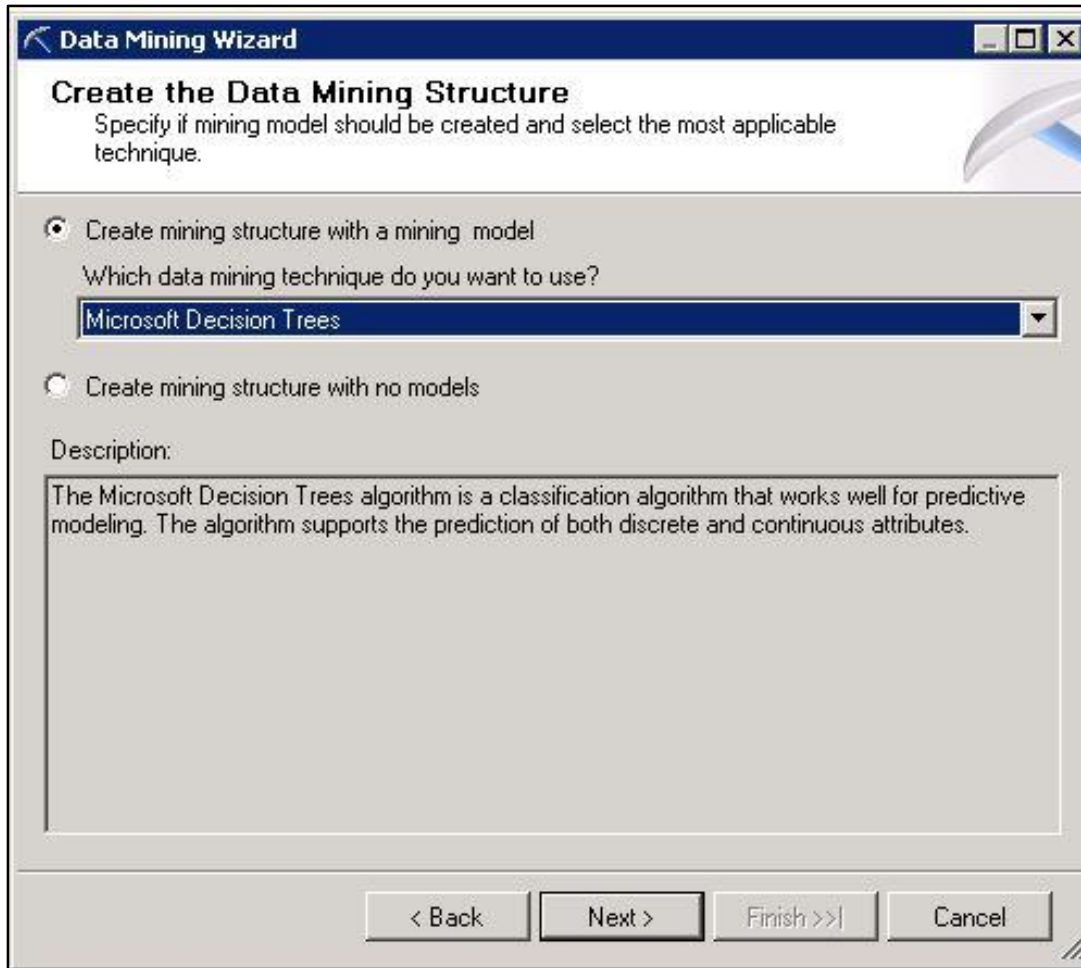 Data Mining Wizard
Create the Data Mining Structure
Specify if mining model should be created and select the most applicable
technique.
Create mining structure with a mining model
Which data mining technique do you want to use?
Microsoft Decision Trees
Create mining structure with no models
Description:
The Microsoft Decision Trees algorithm is a classification algorithm that works well for predictive
modeling. The algorithm supports the prediction of both discrete and continuous attributes.
< Back Next > Finish >>| Cancel